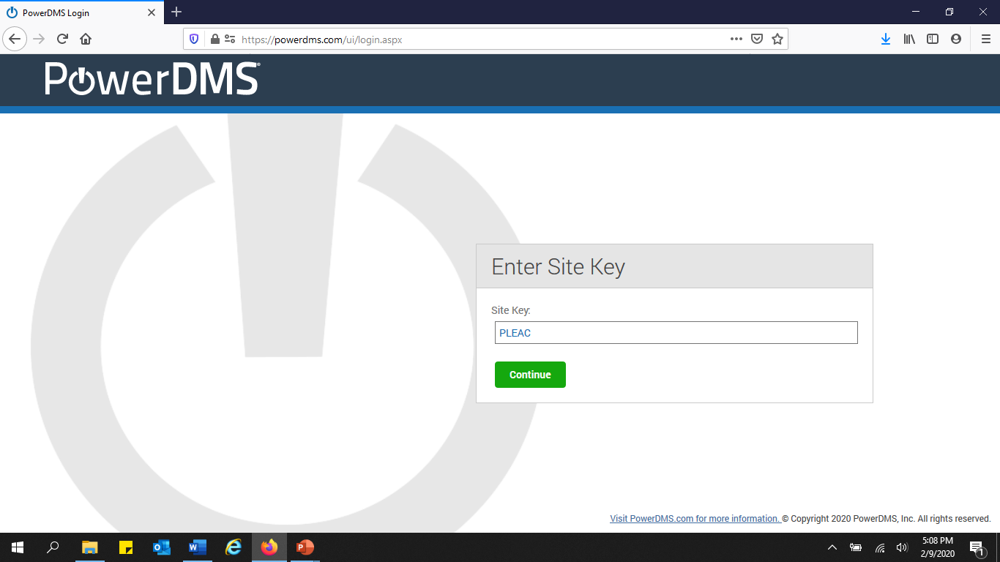 PowerDMS Login
https://powerdms.com/ui/login.aspx
PowerDMS®
Enter Site Key
Site Key:
PLEAC
Continue
Visit PowerDMS.com for more information. © Copyright 2020 PowerDMS, Inc. All rights reserved.
5:08 PM
2/9/2020
1